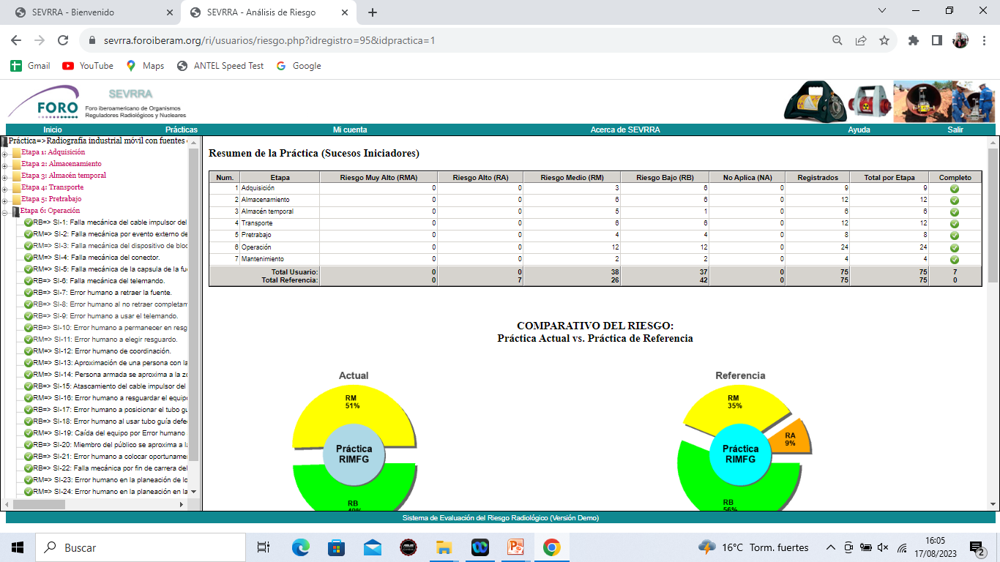 SEVRRA - Bienvenido
SEVRRA - Análisis de Riesgo
sevrra.foroiberam.org/ri/usuarios/riesgo.php?idregistro=95&idpractica=1
Gmail YouTube Maps ANTEL Speed Test Google
FORO
SEVRRA
Foro iberoamericano de Organismos
Reguladores Radiológicos y Nucleares
Inicio Prácticas Mi cuenta Acerca de SEVRRA Ayuda Salir
Práctica=>Radiografía industrial móvil con fuentes
Etapa 1: Adquisición
Etapa 2: Almacenamiento
Etapa 3: Almacén temporal
Etapa 4: Transporte
Etapa 5: Pretrabajo
Etapa 6: Operación
RB=> SI-1: Falla mecánica del cable impulsor del
RM=> SI-2: Falla mecánica por evento externo de
RM=> SI-3: Falla mecánica del dispositivo de bloc
RM=> SI-4: Falla mecánica del conector.
RM=> SI-5: Falla mecánica de la capsula de la fu
RB=> SI-6: Falla mecánica del telemando.
RB=> SI-7: Error humano a retraer la fuente.
RB=> SI-8: Error humano al no retraer completam
RB=> SI-9: Error humano a usar el telemando.
RB=> SI-10: Error humano a permanecer en resg
RM=> SI-11: Error humano a elegir resguardo.
RM=> SI-12: Error humano de coordinación.
RM=> SI-13: Aproximación de una persona con la
RM=> SI-14: Persona armada se aproxima a la zo
RB=> SI-15: Atascamiento del cable impulsor del
RM=> SI-16: Error humano a resguardar el equip
RB=> SI-17: Error humano a posicionar el tubo gu
RB=> SI-18: Error humano al usar tubo guía defe
RM=> SI-19: Caída del equipo por Error humano
RB=> SI-20: Miembro del público se aproxima a la
RB=> SI-21: Error humano a colocar oportuname
RB=> SI-22: Falla mecánica por fin de carrera del
RM=> SI-23: Error humano en la planeación de lo
RM=> SI-24: Error humano en la planeación en la
Resumen de la Práctica (Sucesos Iniciadores)
Num. Etapa Riesgo Muy Alto (RMA) Riesgo Alto (RA) Riesgo Medio (RM) Riesgo Bajo (RB) No Aplica (NA) Registrados Total por Etapa Completo
1 Adquisición 0 0 3 6 0 9 9
2 Almacenamiento 0 0 6 6 0 12 12
3 Almacén temporal 0 0 5 1 0 6 6
4 Transporte 0 0 6 6 0 12 12
5 Pretrabajo 0 0 4 4 0 8 8
6 Operación 0 0 12 12 0 24 24
7 Mantenimiento 0 0 2 2 0 4 4
Total Usuario: 0 0 38 37 0 75 75 7
Total Referencia: 0 7 26 42 0 75 75 0
COMPARATIVO DEL RIESGO:
Práctica Actual vs. Práctica de Referencia
Actual
RM
51%
Práctica
RIMFG
RB
49%
Referencia
RM
35%
RA
9%
Práctica
RIMFG
RB
56%
Sistema de Evaluación del Riesgo Radiológico (Versión Demo)
Buscar
16°C Torm. fuertes
16:05
17/08/2023
2